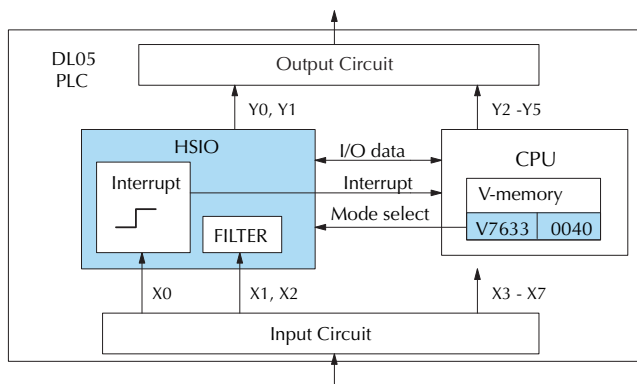 DL05
PLC
Output Circuit
Y0, Y1
Y2 -Y5
HSIO
I/O data
CPU
Interrupt
Interrupt
V-memory
Mode select
FILTER
V7633 0040
X0
X1, X2
X3 - X7
Input Circuit